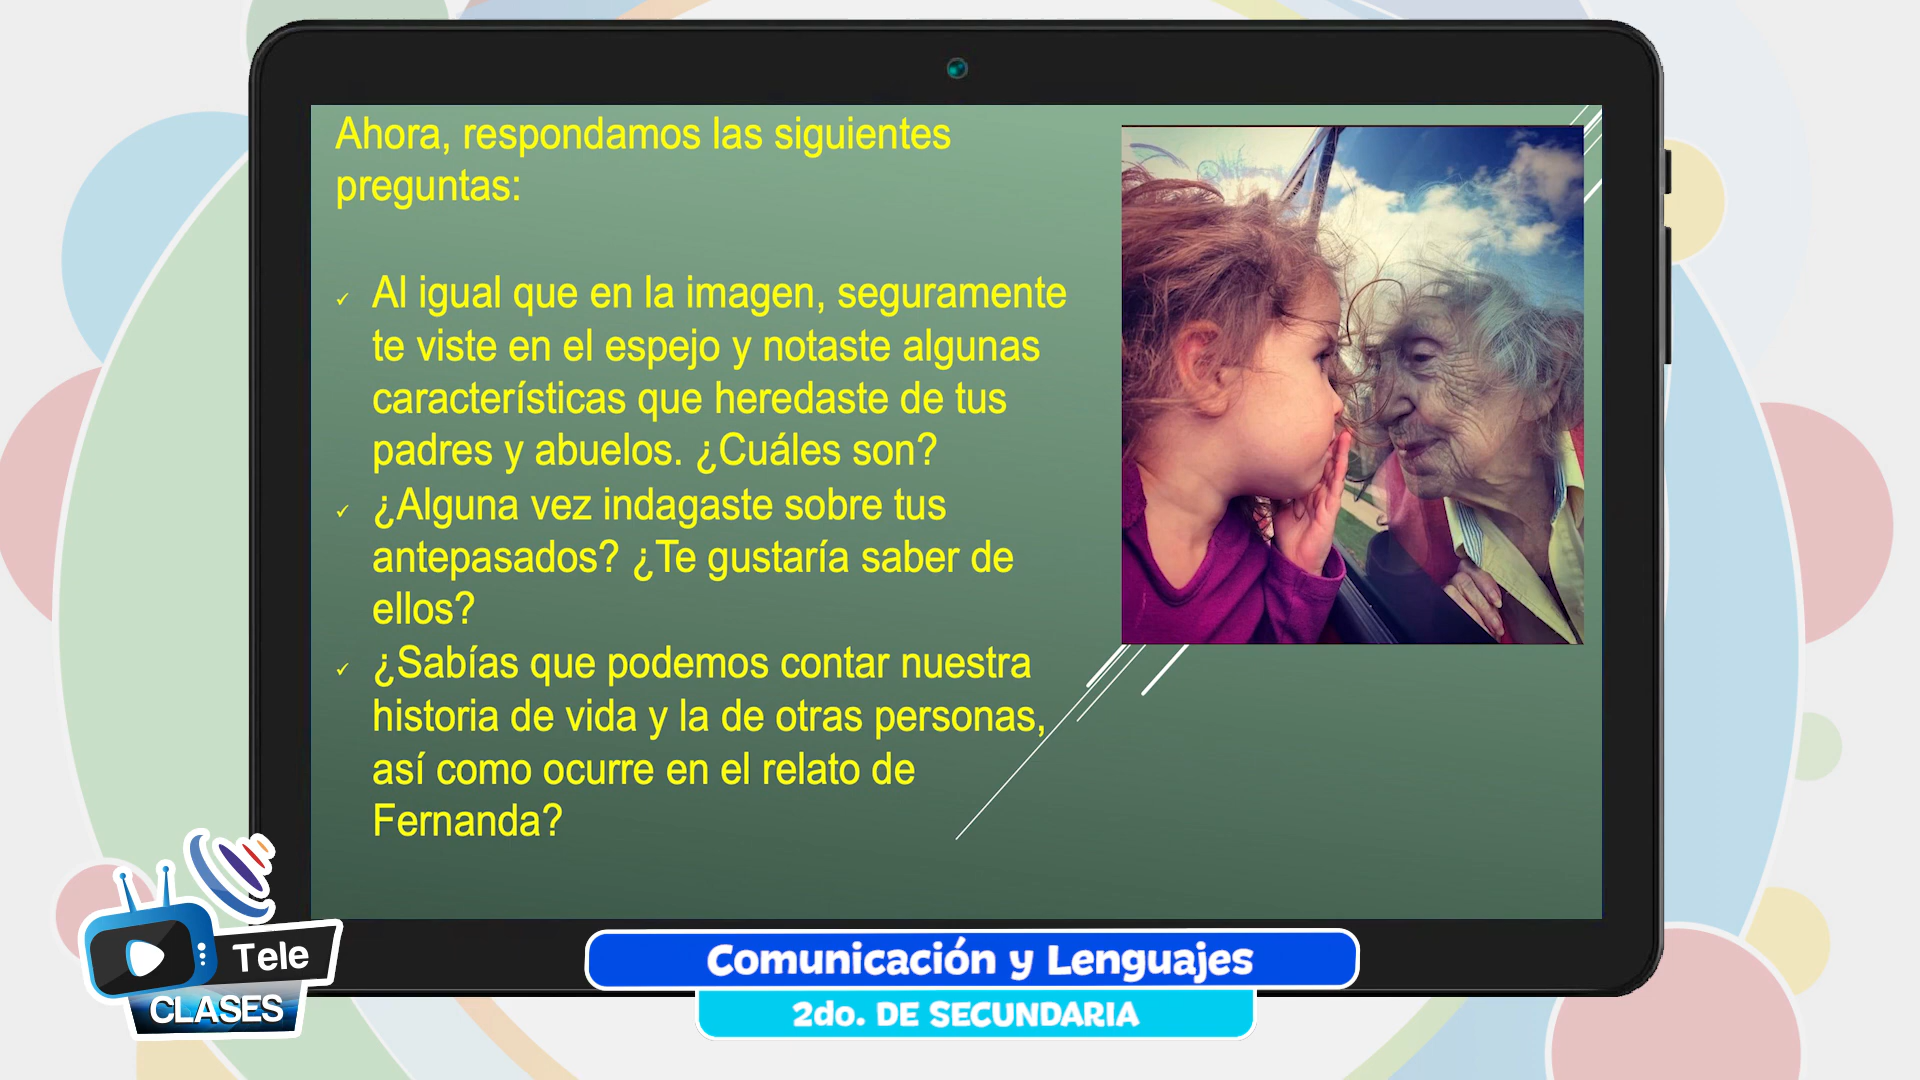 Ahora, respondamos las siguientes
preguntas:
✓ Al igual que en la imagen, seguramente
te viste en el espejo y notaste algunas
características que heredaste de tus
padres y abuelos. ¿Cuáles son?
✓ ¿Alguna vez indagaste sobre tus
antepasados? ¿Te gustaría saber de
ellos?
✓ ¿Sabías que podemos contar nuestra
historia de vida y la de otras personas,
así como ocurre en el relato de
Fernanda?
Tele
CLASES
Comunicación y Lenguajes
2do. DE SECUNDARIA